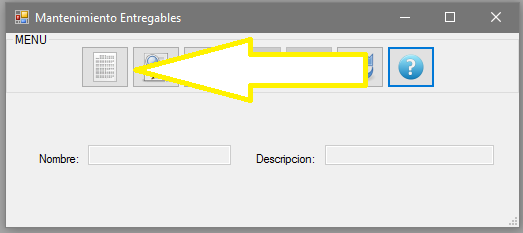 Mantenimiento Entregables
MENU
?
Nombre: Descripcion: